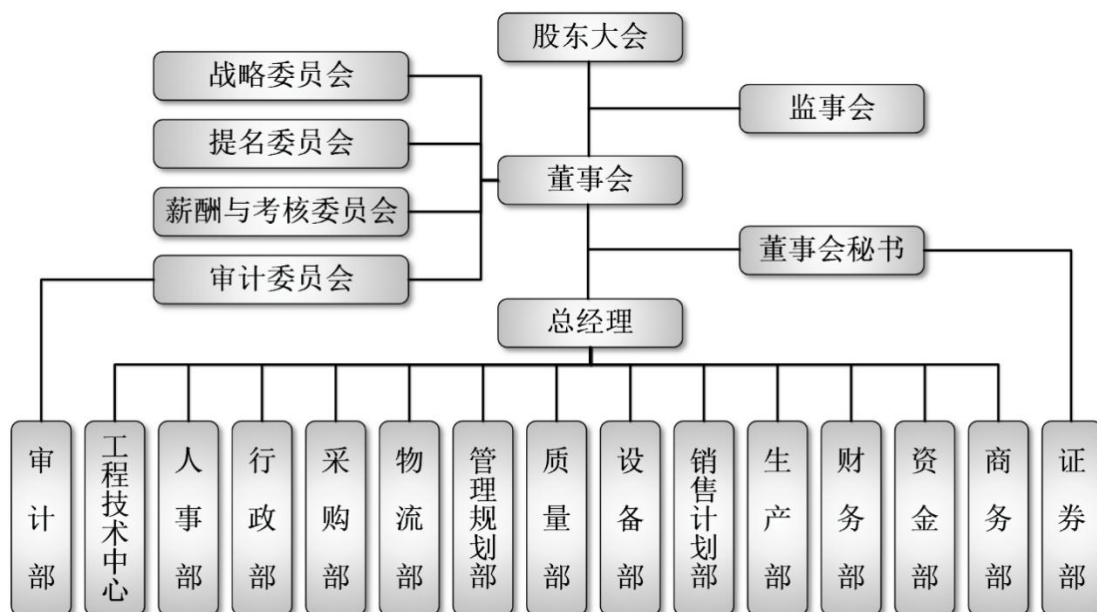 股东大会
战略委员会
监事会
提名委员会
董事会
薪酬与考核委员会
董事会秘书
审计委员会
总经理
审计部
工程技术中心
人事部
行政部
采购部
物流部
管理规划部
质量部
设备部
销售计划部
生产部
财务部
资金部
商务部
证券部